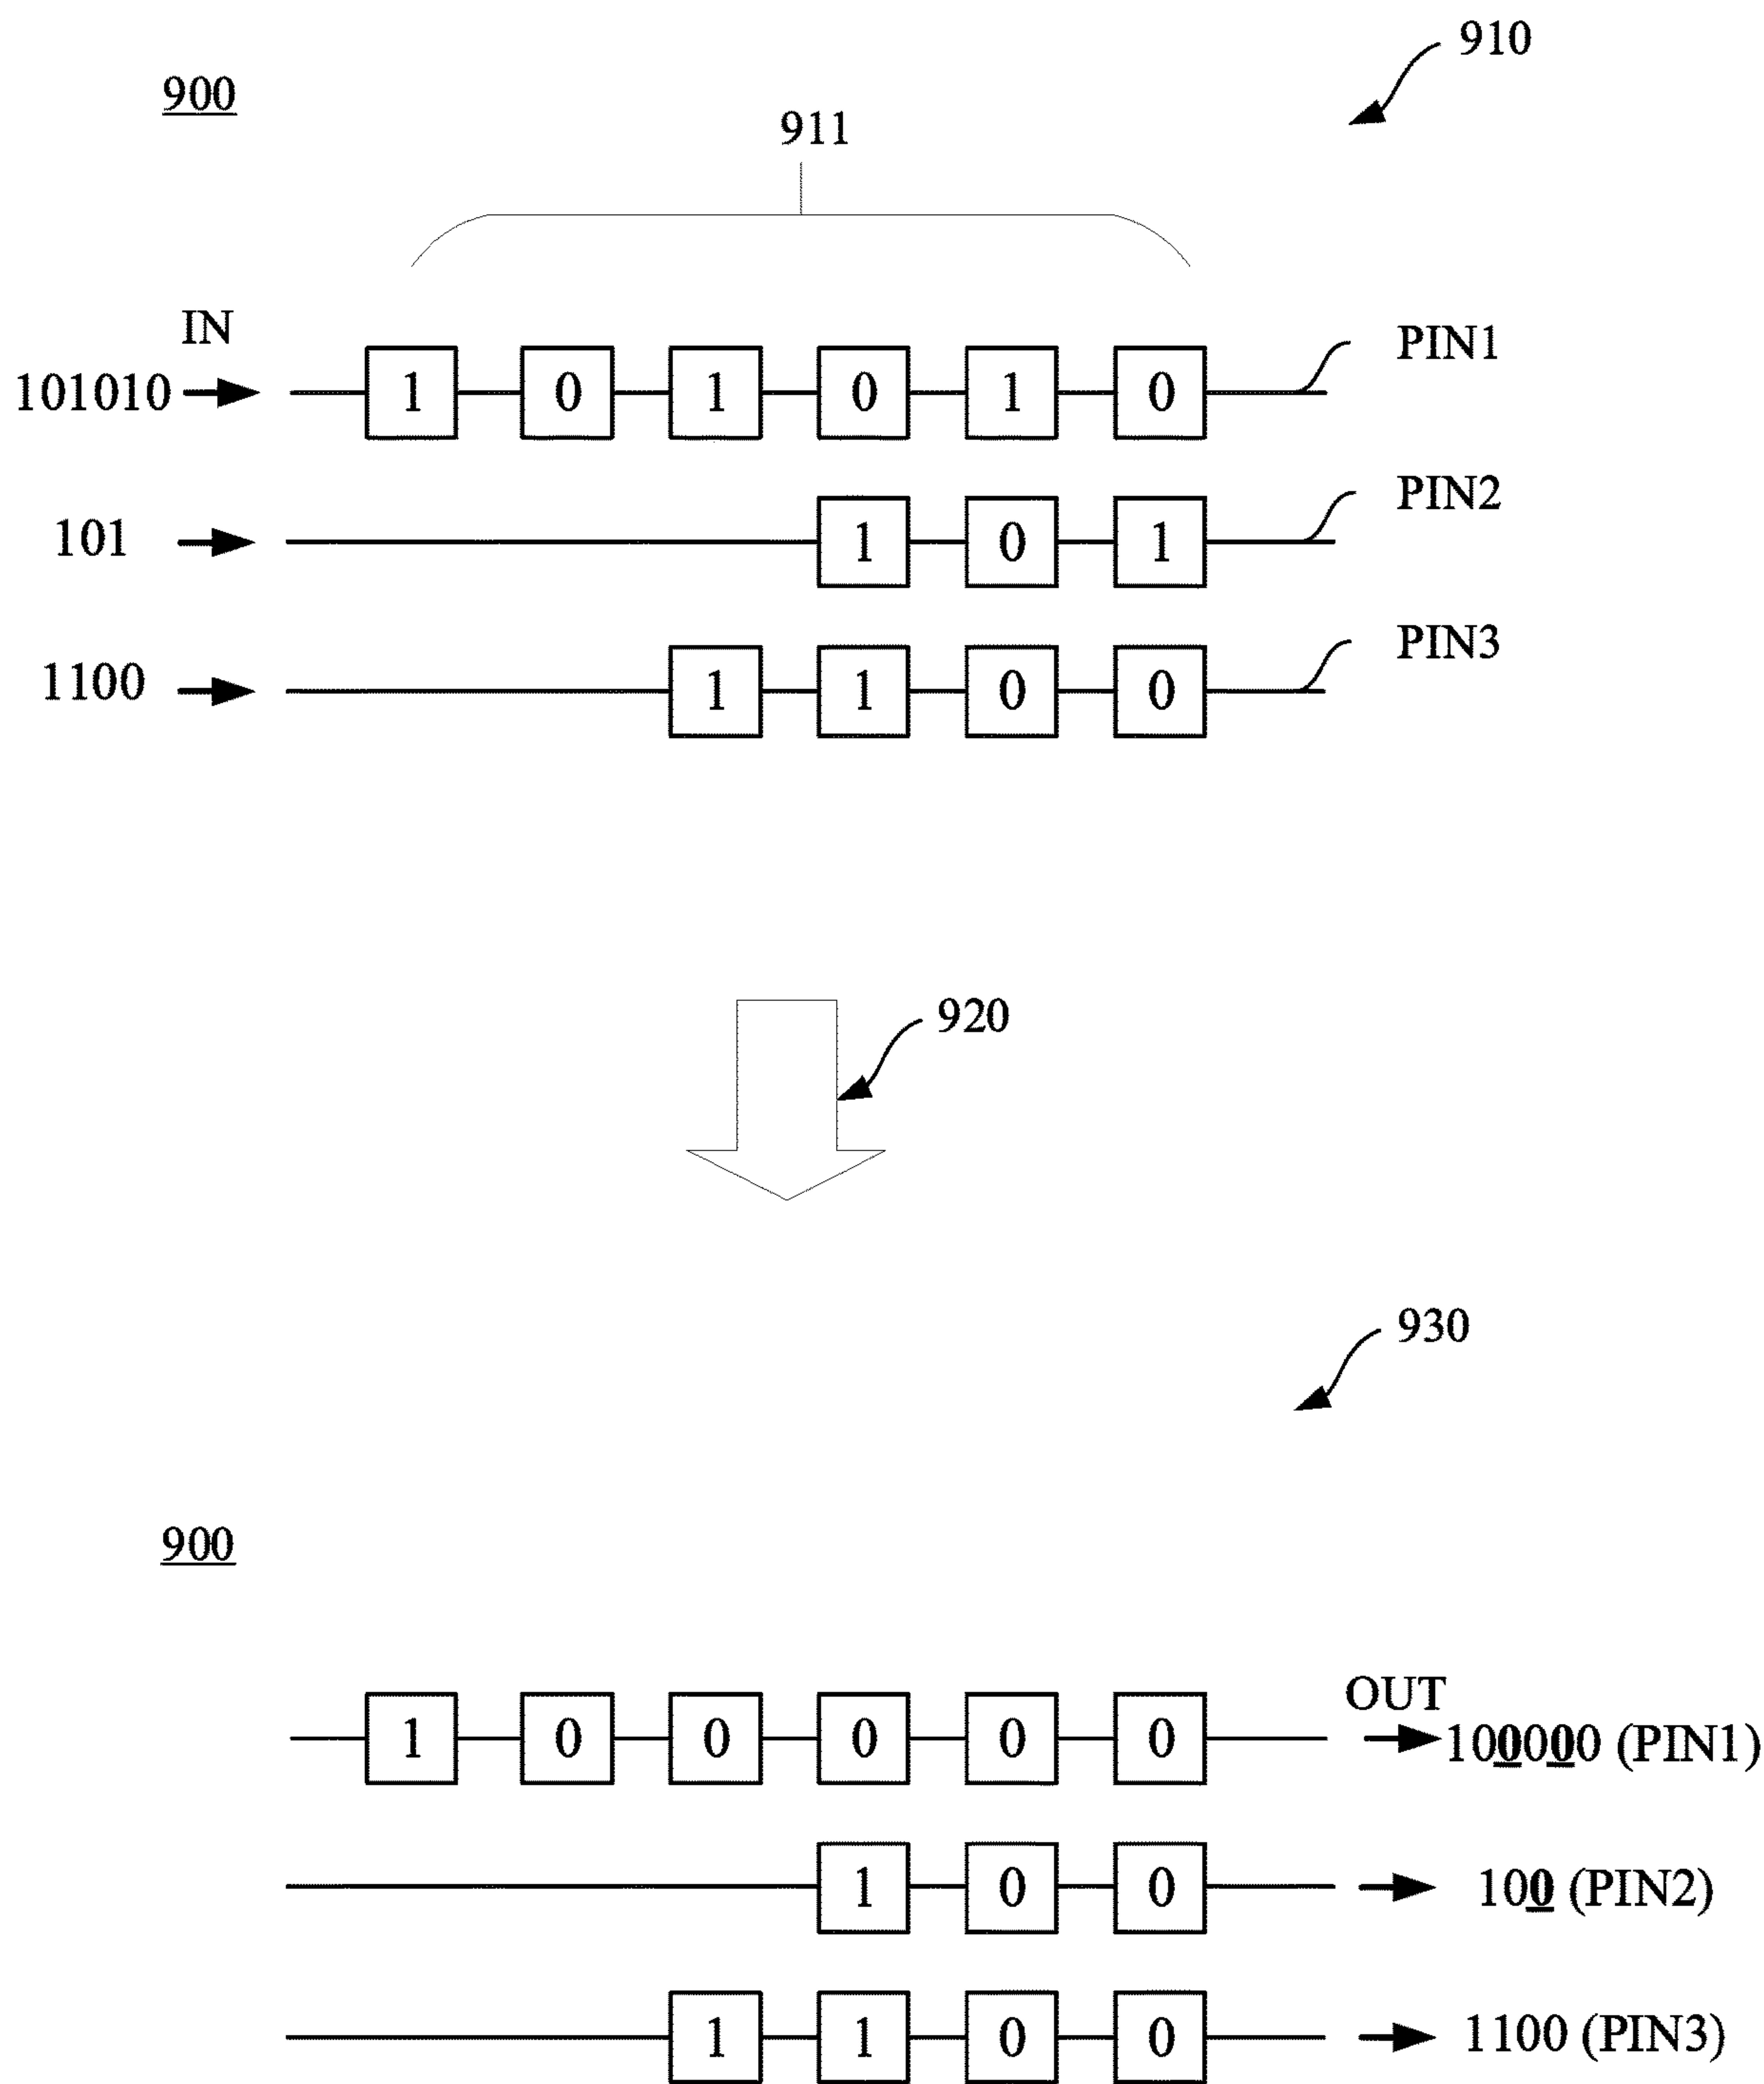 910
900
911
IN
101010
1 0 1 0 1 0
PIN1
101
1 0 1
PIN2
1100
1 1 0 0
PIN3
920
930
900
OUT
1 0 0 0 0 0
100000 (PIN1)
1 0 0
100 (PIN2)
1 1 0 0
1100 (PIN3)